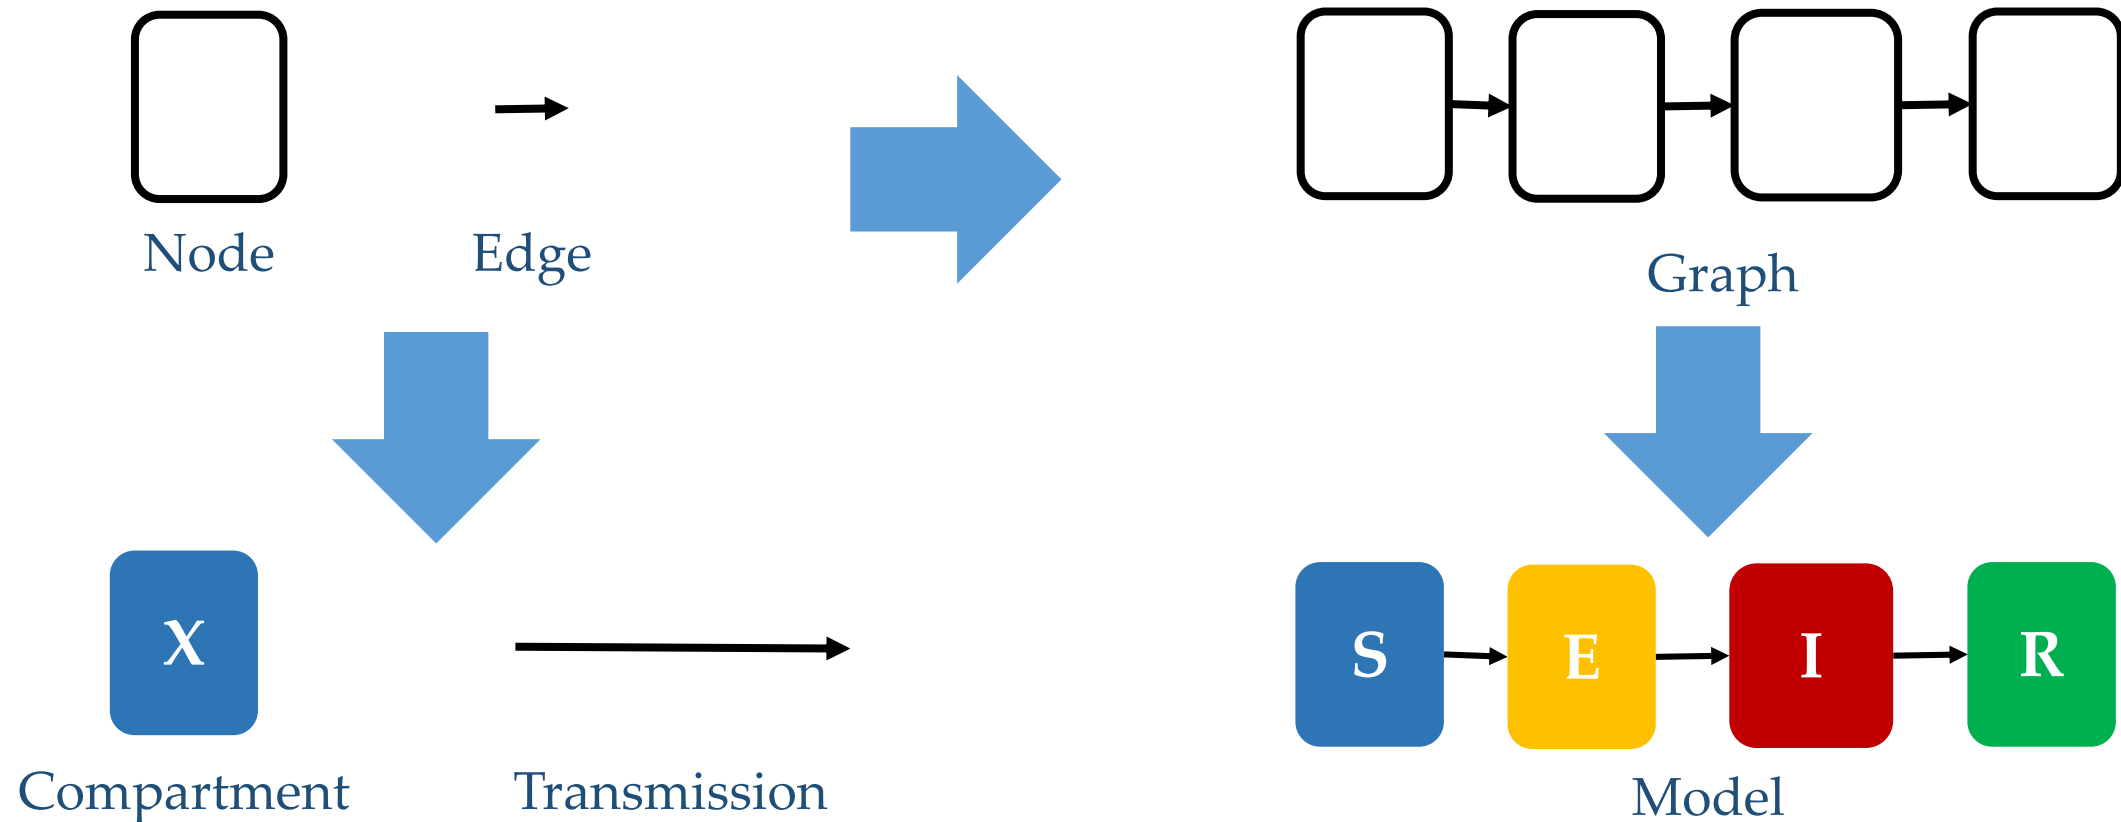 Node
Edge
Graph
X
S
E
I
R
Compartment
Transmission
Model